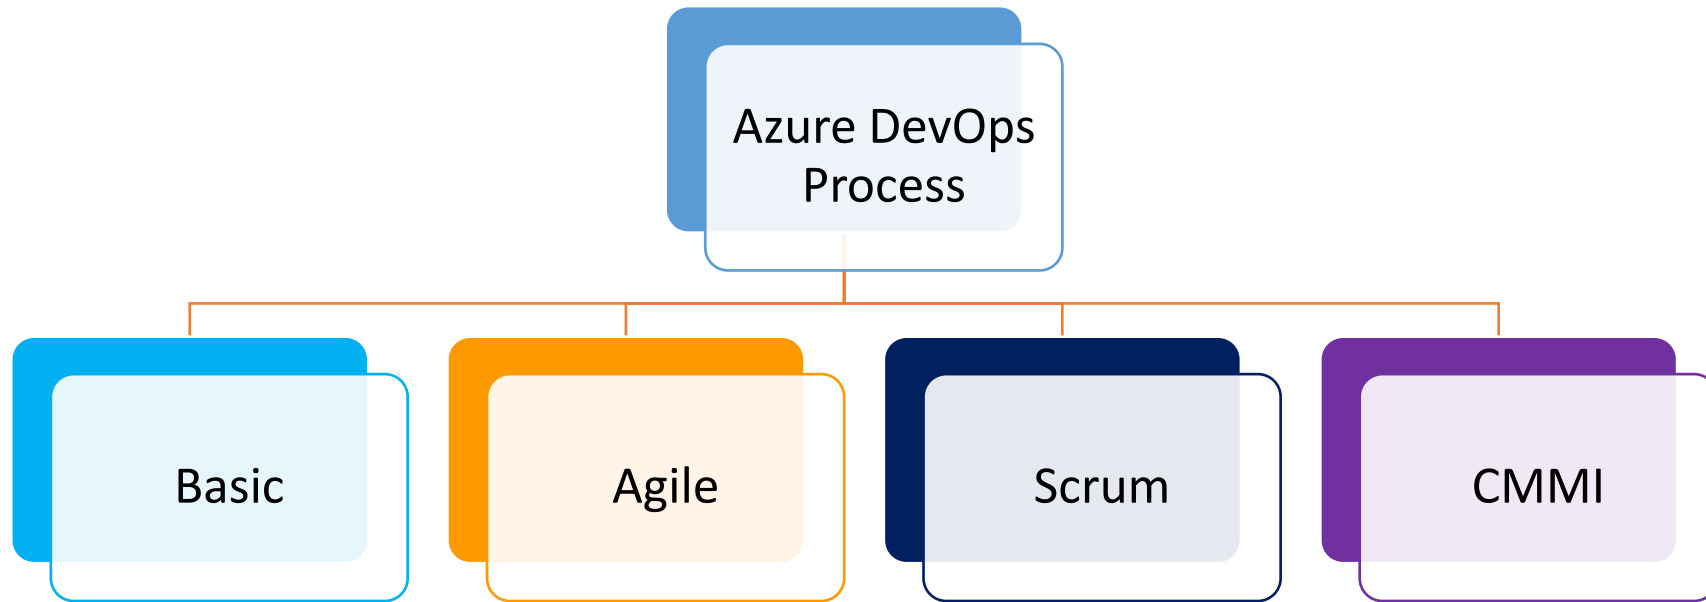 Azure DevOps
Process
Basic
Agile
Scrum
CMMI